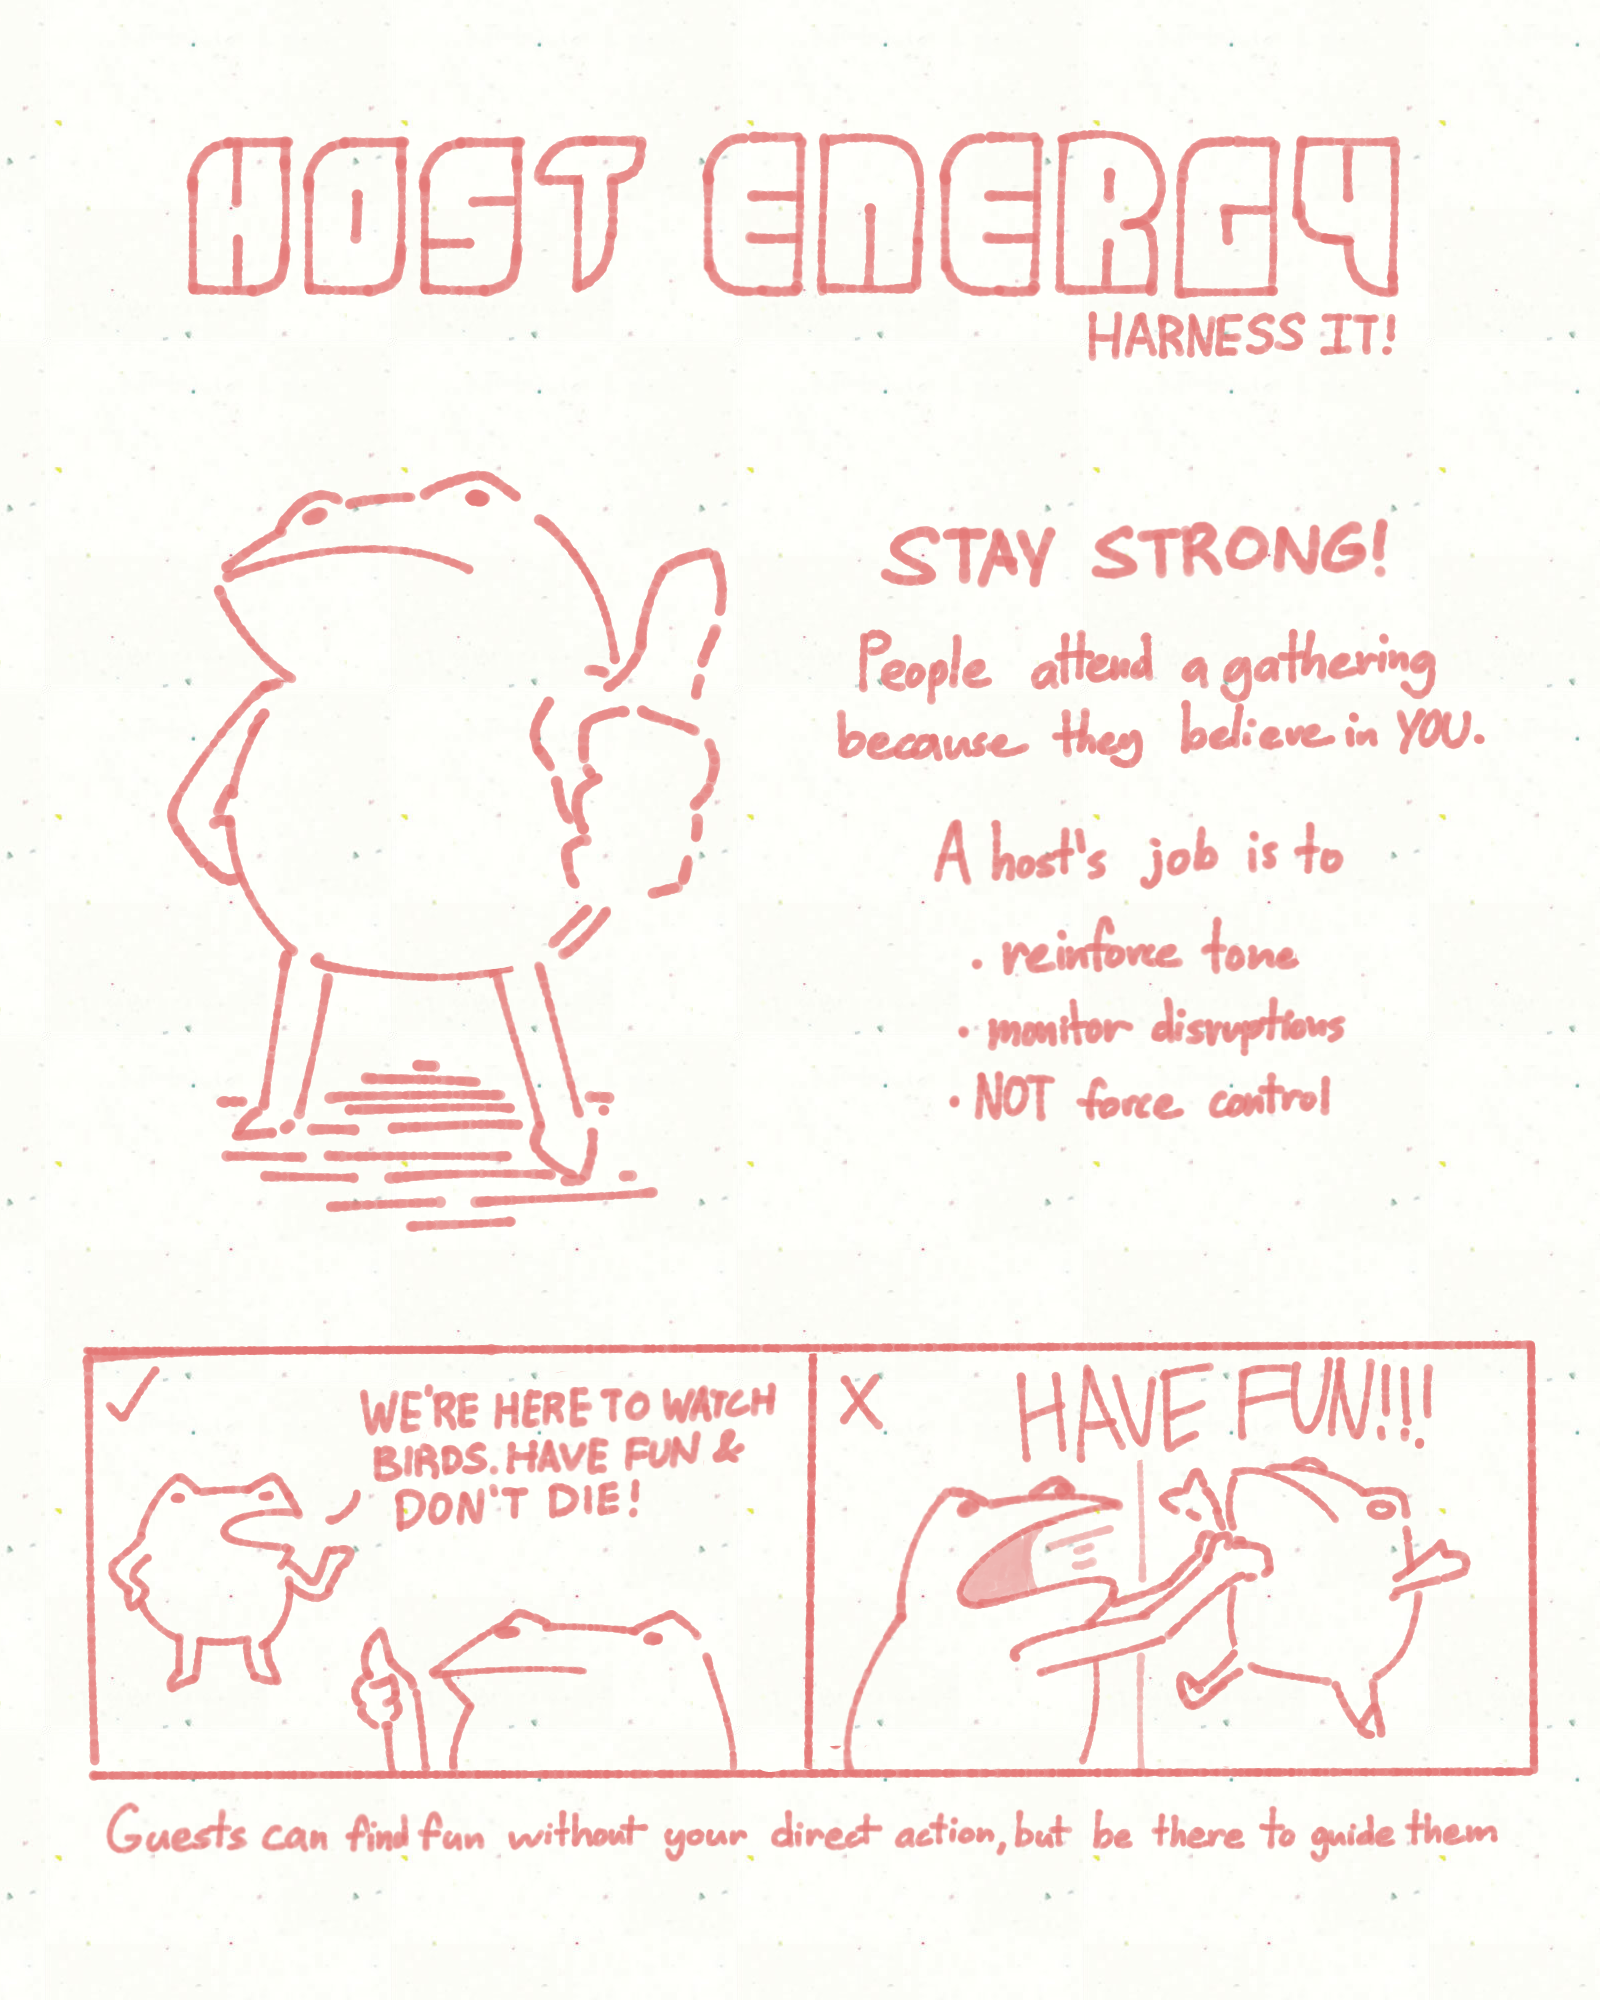 HOST ENERGY
HARNESS IT!
STAY STRONG!
People attend a gathering
because they believe in YOU.
A host's job is to
· reinforce tone
· monitor disruptions
· NOT force control
WE'RE HERE TO WATCH
BIRDS. HAVE FUN &
DON'T DIE!
X
HAVE FUN!!!
Guests can find fun without your direct action, but be there to guide them